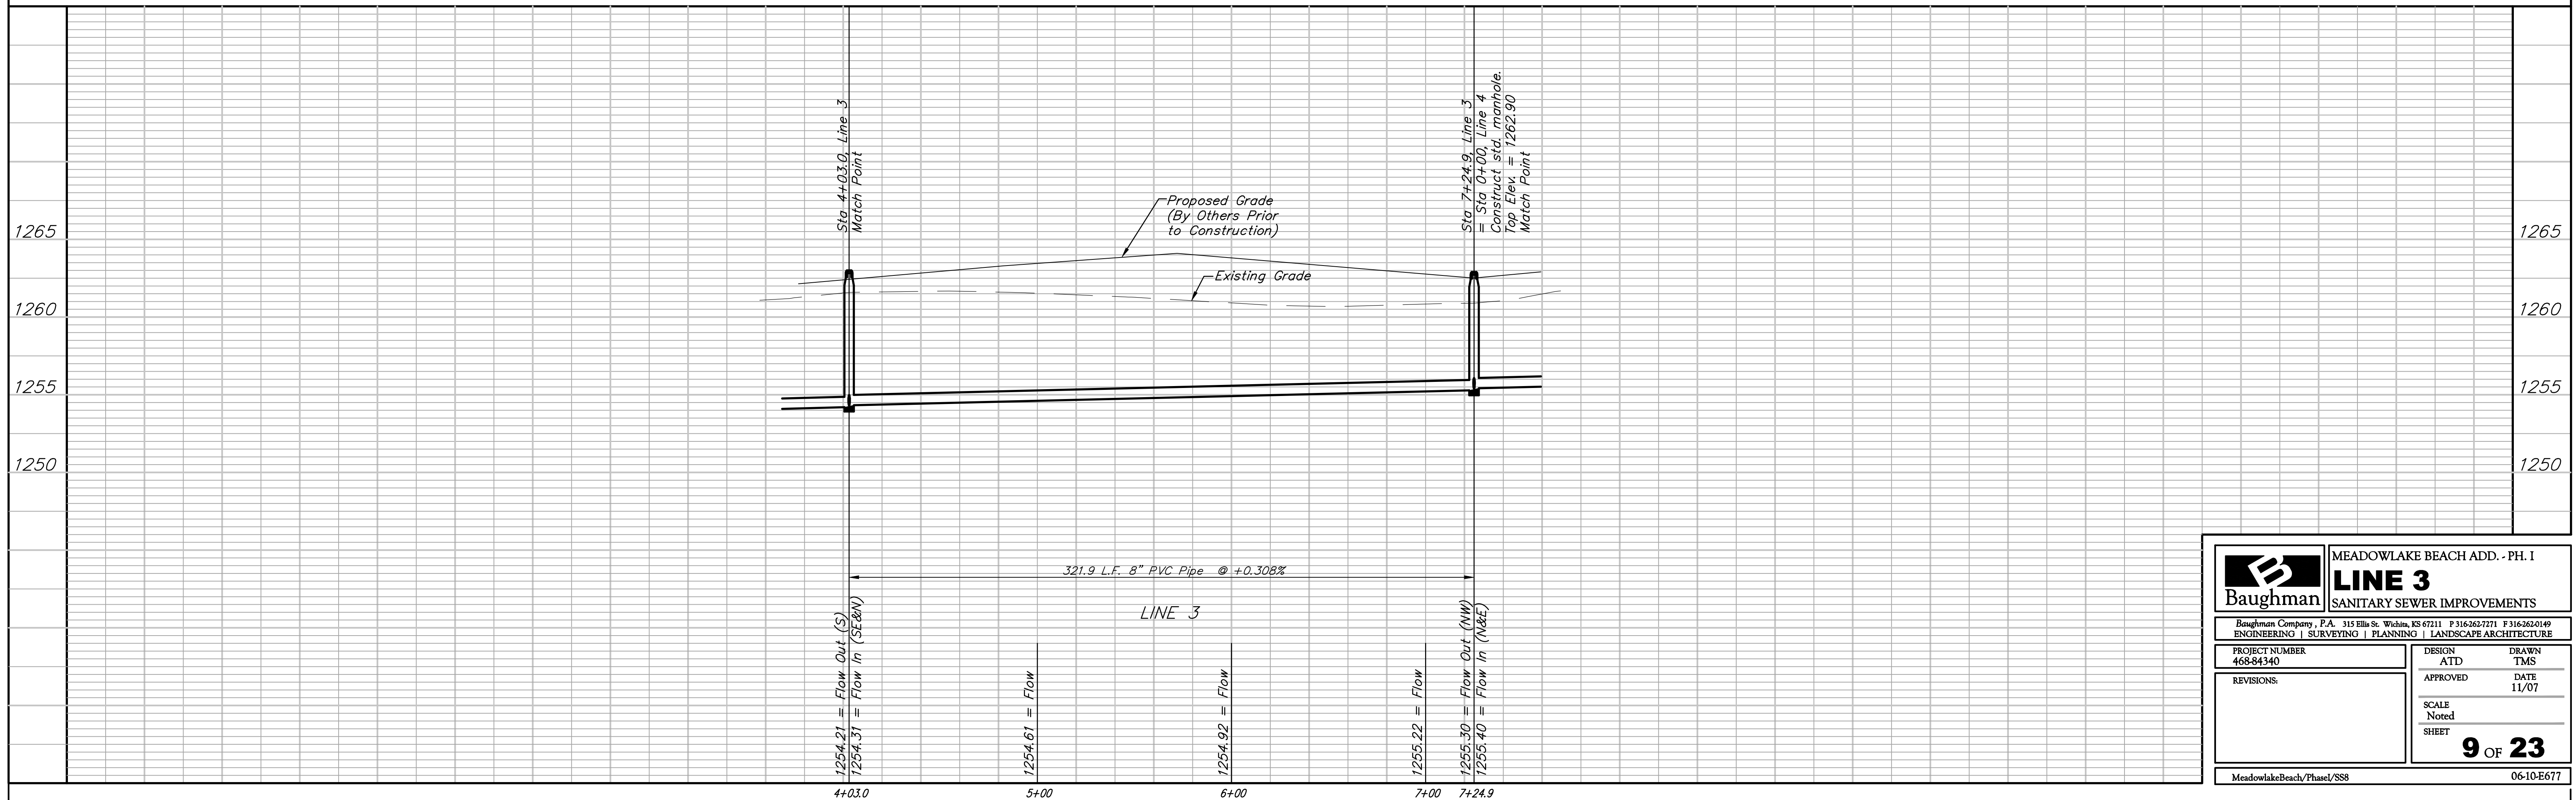 Sta 4+03.0, Line 3
Match Point
Sta 7+24.9, Line 3
= Sta 0+00, Line 4
Construct std. manhole.
Top Elev. = 1262.90
Match Point
Proposed Grade
(By Others Prior
to Construction)
Existing Grade
1265
1265
1260
1260
1255
1255
1250
1250
321.9 L.F. 8" PVC Pipe @ +0.308%
LINE 3
1254.21 = Flow Out (S)
1254.31 = Flow In (SE&N)
1254.61 = Flow
1254.92 = Flow
1255.22 = Flow
1255.30 = Flow Out (NW)
1255.40 = Flow In (N&E)
4+03.0
5+00
6+00
7+00
7+24.9
Baughman
MEADOWLAKE BEACH ADD. - PH. I
LINE 3
SANITARY SEWER IMPROVEMENTS
Baughman Company, P.A. 315 Ellis St. Wichita, KS 67211 P 316-262-7271 F 316-262-0149
ENGINEERING | SURVEYING | PLANNING | LANDSCAPE ARCHITECTURE
PROJECT NUMBER
468-84340
REVISIONS:
DESIGN
ATD
DRAWN
TMS
APPROVED
DATE
11/07
SCALE
Noted
SHEET
9 OF 23
MeadowlakeBeach/PhaseI/SS8
06-10-E677